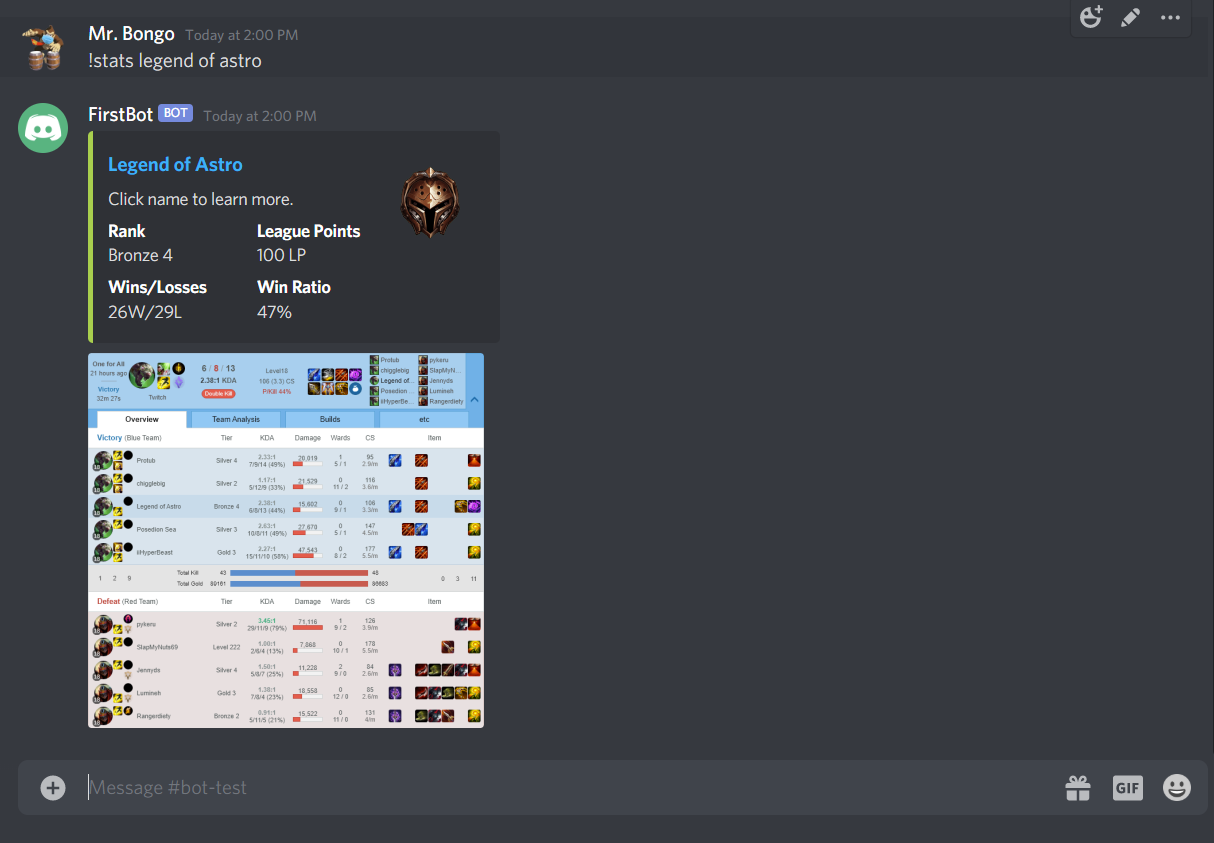 Mr. Bongo Today at 2:00 PM
!stats legend of astro
FirstBot BOT Today at 2:00 PM
Legend of Astro
Click name to learn more.
Rank League Points
Bronze 4 100 LP
Wins/Losses Win Ratio
26W/29L 47%
One for All
21 hours ago
Victory
32m 27s
Twitch
6 / 8 / 13
2.38:1 KDA
Double Kill
Level18
106 (3.3) CS
P/Kill 44%
Protub pykeru
chigglebig SlapMyN...
Legend of... Jennyds
Posedion ... Lumineh
iiHyperBe... Rangerdiety
Overview Team Analysis Builds etc
Victory (Blue Team) Tier KDA Damage Wards CS Item
Protub Silver 4 2.33:1 7/9/14 (49%) 20,019 1 5 / 1 95 2.9/m
chigglebig Silver 2 1.17:1 5/12/9 (33%) 21,529 0 11 / 2 116 3.6/m
Legend of Astro Bronze 4 2.38:1 6/8/13 (44%) 15,602 0 9 / 1 106 3.3/m
Posedion Sea Silver 3 2.63:1 10/8/11 (49%) 27,670 0 5 / 1 147 4.5/m
iiHyperBeast Gold 3 2.27:1 15/11/10 (58%) 47,543 0 8 / 2 177 5.5/m
1 2 9 Total Kill 43 48 0 3 11
Total Gold
Defeat (Red Team) Tier KDA Damage Wards CS Item
pykeru Silver 2 3.45:1 29/11/9 (79%) 71,116 1 9 / 2 126 3.9/m
SlapMyNuts69 Level 222 2/6/4 (13%) 7,868 0 10 / 1 178 5.5/m
Jennyds Silver 4 5/8/7 (25%) 11,228 2 9 / 0 84 2.6/m
Lumineh Gold 3 1.38:1 7/8/4 (23%) 18,558 0 12 / 0 85 2.6/m
Rangerdiety Bronze 2 0.91:1 5/11/5 (21%) 15,522 0 11 / 0 131 4/m
Message #bot-test
GIF